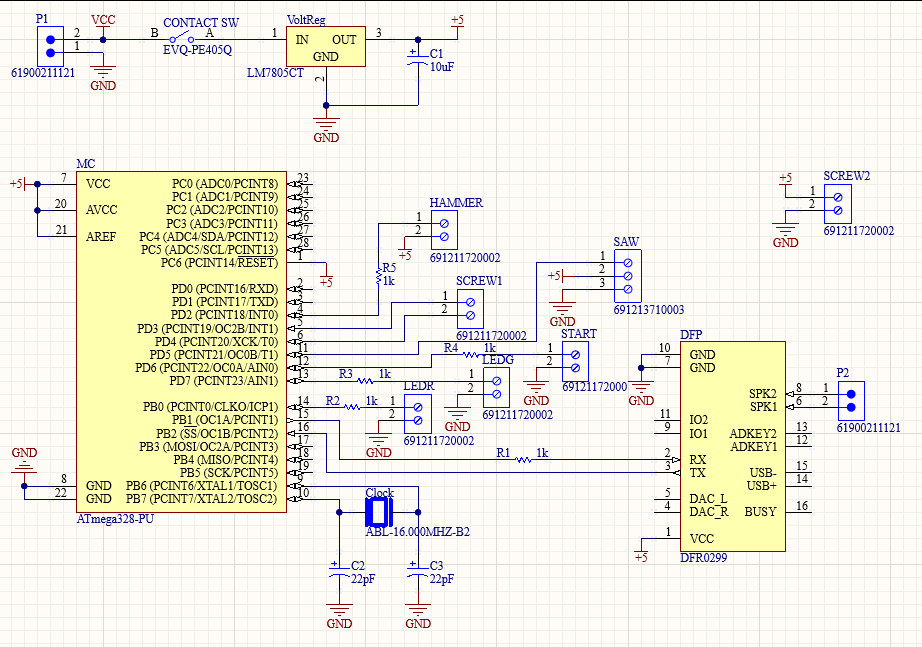 P1
2
1
61900211121
VCC
GND
CONTACT SW
B
A
EVQ-PE405Q
VoltReg
1
IN
OUT
3
GND
2
LM7805CT
+5
C1
10uF
GND
MC
+5
7
VCC
20
AVCC
21
AREF
PC0 (ADC0/PCINT8)
23
PC1 (ADC1/PCINT9)
24
PC2 (ADC2/PCINT10)
25
PC3 (ADC3/PCINT11)
26
PC4 (ADC4/SDA/PCINT12)
27
PC5 (ADC5/SCL/PCINT13)
28
PC6 (PCINT14/RESET)
1
+5
PD0 (PCINT16/RXD)
2
PD1 (PCINT17/TXD)
3
PD2 (PCINT18/INT0)
4
PD3 (PCINT19/OC2B/INT1)
5
PD4 (PCINT20/XCK/T0)
6
PD5 (PCINT21/OC0B/T1)
11
PD6 (PCINT22/OC0A/AIN0)
12
PD7 (PCINT23/AIN1)
13
PB0 (PCINT0/CLKO/ICP1)
14
PB1 (OC1A/PCINT1)
15
PB2 (SS/OC1B/PCINT2)
16
PB3 (MOSI/OC2A/PCINT3)
17
PB4 (MISO/PCINT4)
18
PB5 (SCK/PCINT5)
19
PB6 (PCINT6/XTAL1/TOSC1)
9
PB7 (PCINT7/XTAL2/TOSC2)
10
GND
8
GND
22
GND
ATmega328-PU
HAMMER
1
2
+5
691211720002
R5
1k
SCREW1
1
2
691211720002
SAW
1
2
3
+5
GND
691213710003
START
1
2
GND
69121172000
R4
1k
LEDG
1
2
GND
691211720002
R3
1k
LEDR
1
2
GND
691211720002
R2
1k
R1
1k
Clock
ABL-16.000MHZ-B2
C2
22pF
GND
C3
22pF
GND
SCREW2
+5
1
2
GND
691211720002
DFP
10
GND
7
GND
GND
SPK2
8
SPK1
6
11
IO2
9
IO1
ADKEY2
13
ADKEY1
12
2
RX
3
TX
USB-
15
USB+
14
5
DAC_L
4
DAC_R
BUSY
16
1
VCC
+5
DFR0299
P2
1
2
61900211121